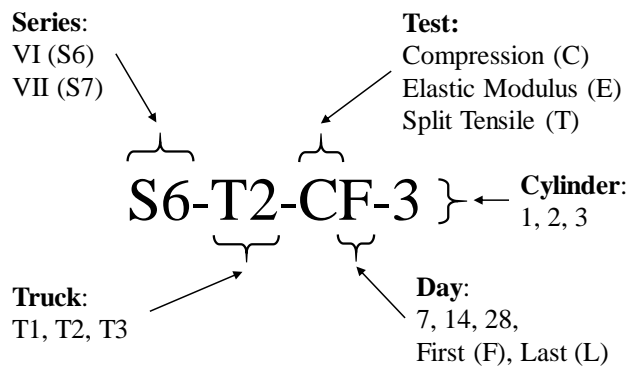 Series:
VI (S6)
VII (S7)
Test:
Compression (C)
Elastic Modulus (E)
Split Tensile (T)
S6-T2-CF-3
Cylinder:
1, 2, 3
Truck:
T1, T2, T3
Day:
7, 14, 28,
First (F), Last (L)